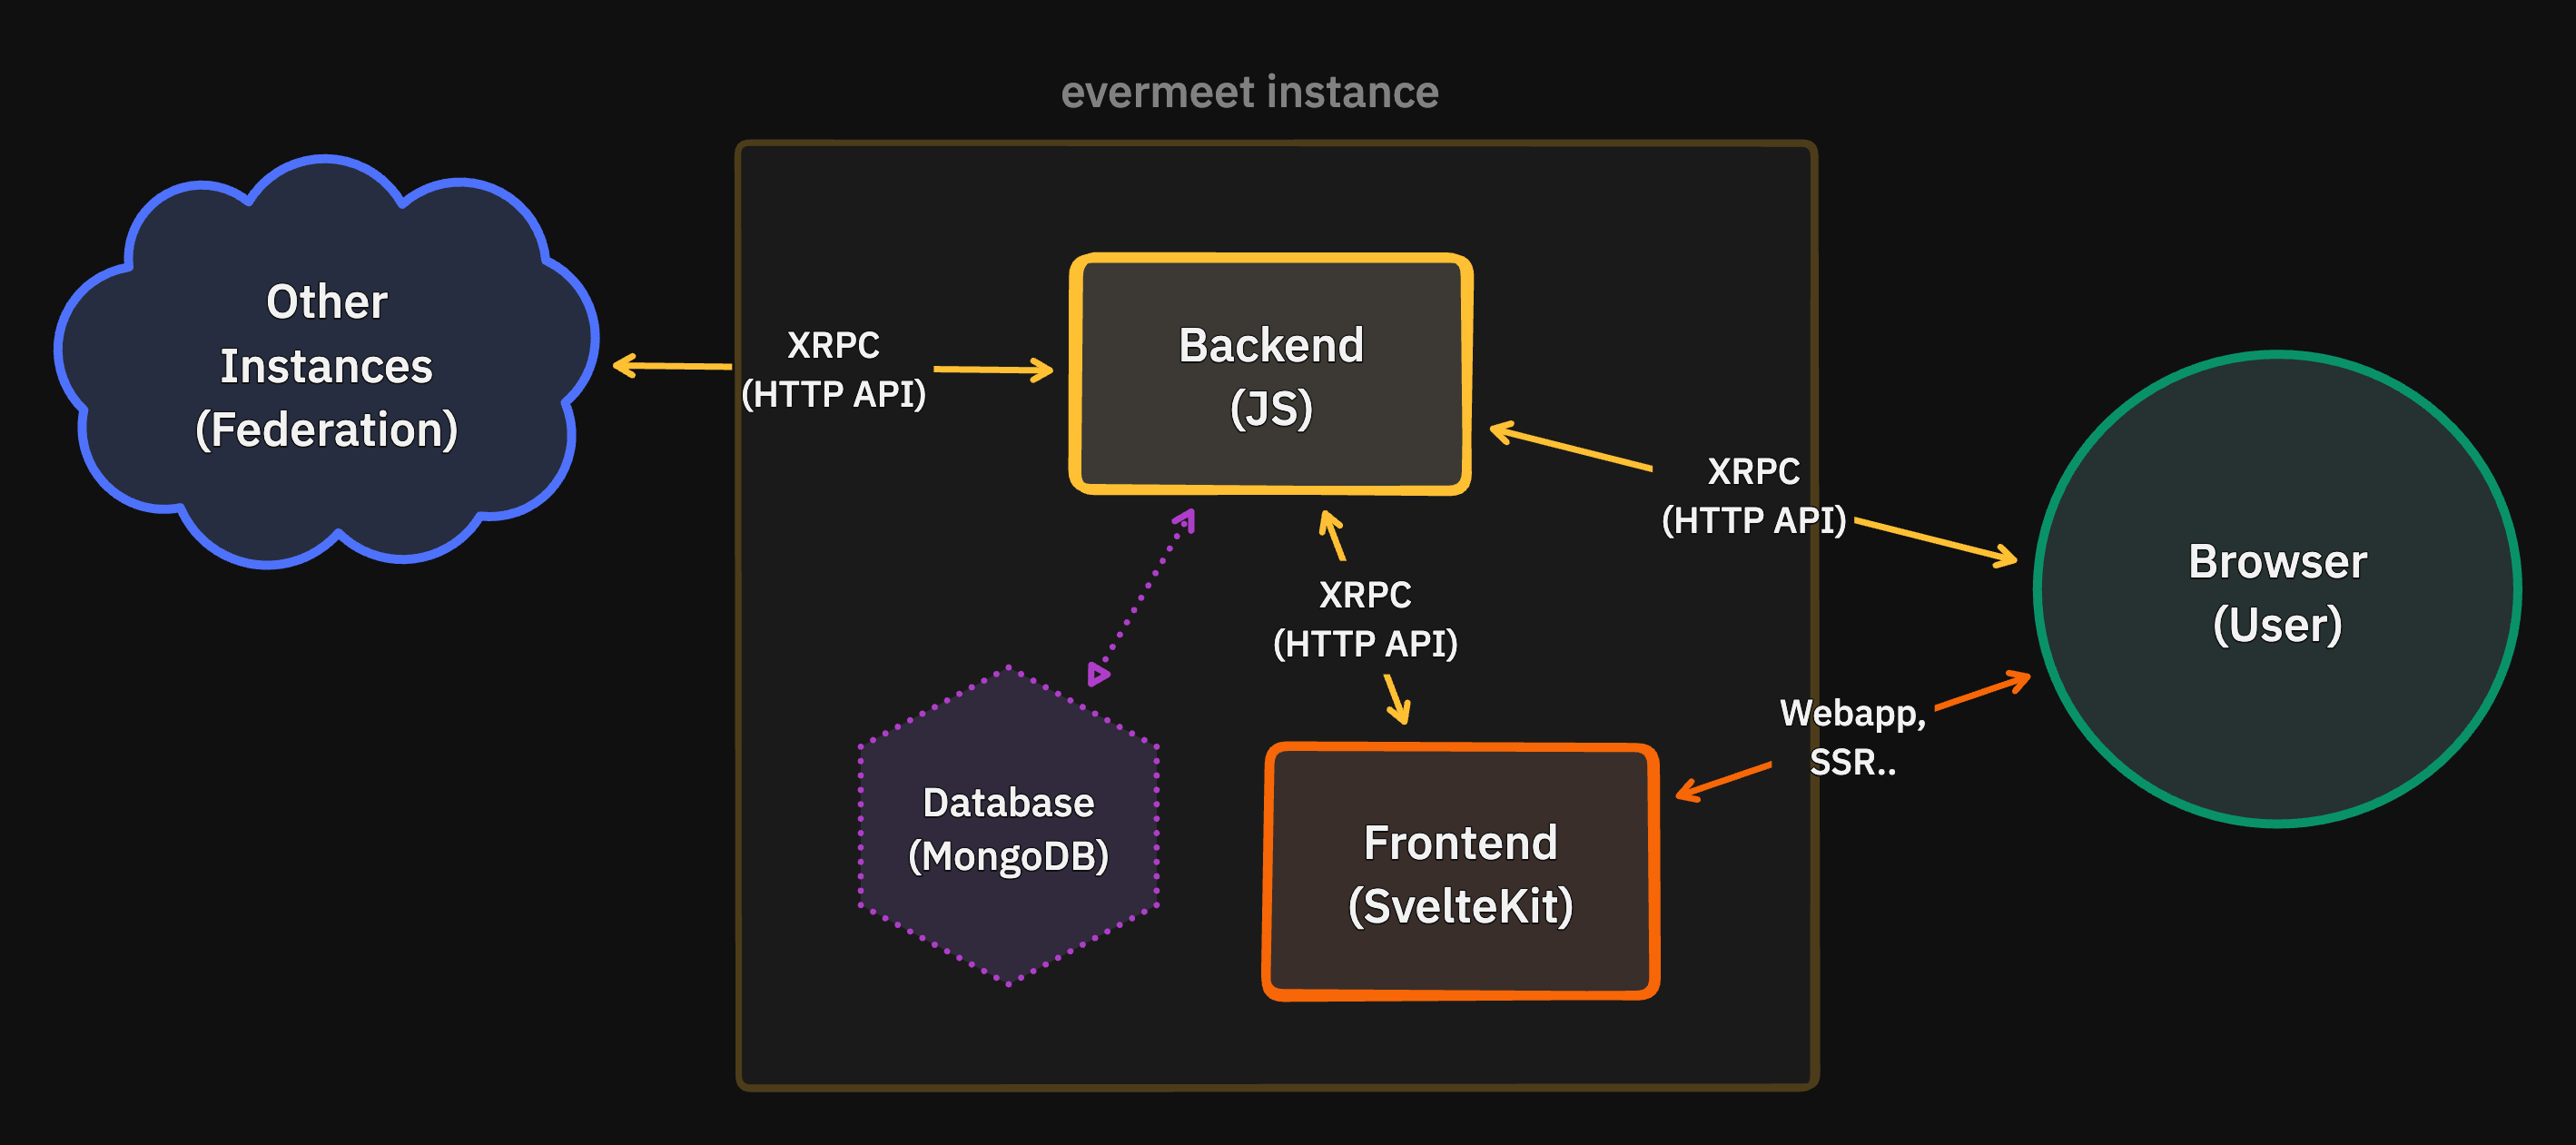 evermeet instance
Other
Instances
(Federation)
XRPC
(HTTP API)
Backend
(JS)
XRPC
(HTTP API)
XRPC
(HTTP API)
Browser
(User)
Webapp,
SSR..
Database
(MongoDB)
Frontend
(SvelteKit)